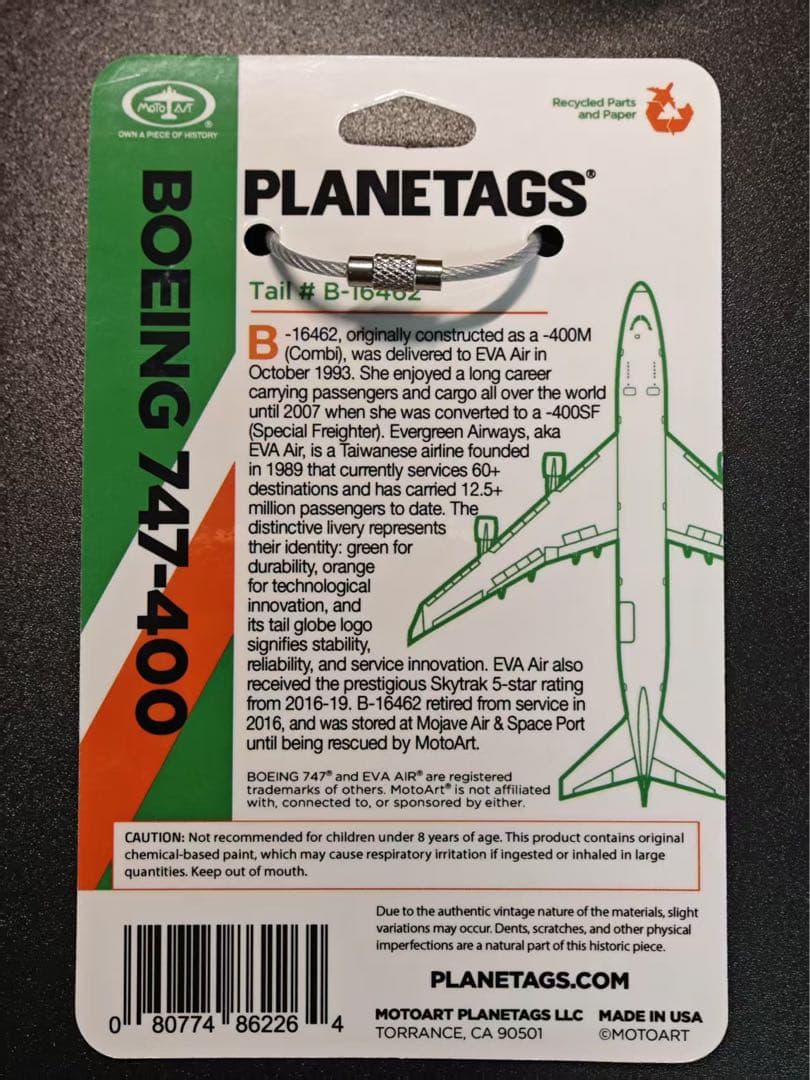 MOTO ART
®
OWN A PIECE OF HISTORY
Recycled Parts
and Paper
BOEING 747-400
PLANETAGS®
Tail # B-16462
B-16462, originally constructed as a -400M
(Combi), was delivered to EVA Air in
October 1993. She enjoyed a long career
carrying passengers and cargo all over the world
until 2007 when she was converted to a -400SF
(Special Freighter). Evergreen Airways, aka
EVA Air, is a Taiwanese airline founded
in 1989 that currently services 60+
destinations and has carried 12.5+
million passengers to date. The
distinctive livery represents
their identity: green for
durability, orange
for technological
innovation, and
its tail globe logo
signifies stability,
reliability, and service innovation. EVA Air also
received the prestigious Skytrak 5-star rating
from 2016-19. B-16462 retired from service in
2016, and was stored at Mojave Air & Space Port
until being rescued by MotoArt.
BOEING 747® and EVA AIR® are registered
trademarks of others. MotoArt® is not affiliated
with, connected to, or sponsored by either.
CAUTION: Not recommended for children under 8 years of age. This product contains original
chemical-based paint, which may cause respiratory irritation if ingested or inhaled in large
quantities. Keep out of mouth.
Due to the authentic vintage nature of the materials, slight
variations may occur. Dents, scratches, and other physical
imperfections are a natural part of this historic piece.
PLANETAGS.COM
MOTOART PLANETAGS LLC MADE IN USA
TORRANCE, CA 90501 ©MOTOART
0 80774 86226 4